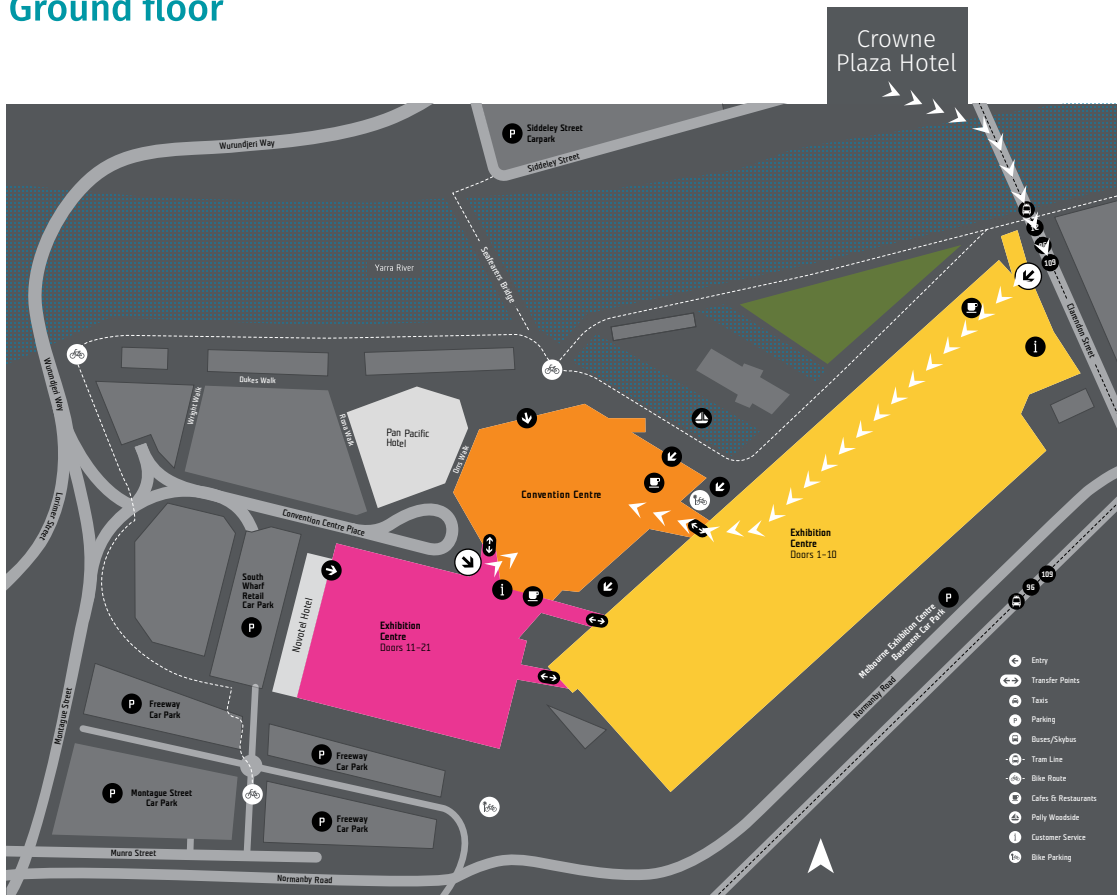 Ground floor
Crowne
Plaza Hotel
P
Siddeley Street
Carpark
Wurundjeri Way
Siddeley Street
Yarra River
Seafarers Bridge
109
Clarendon Street
i
Wurundjeri Way
Dukes Walk
Wright Walk
Rona Walk
Pan Pacific
Hotel
Orrs Walk
Convention Centre
Lorimer Street
Convention Centre Place
Exhibition
Centre
Doors 1–10
South
Wharf
Retail
Car Park
P
Novotel Hotel
i
Exhibition
Centre
Doors 11–21
109
96
P
Melbourne Exhibition Centre
Basement Car Park
Normanby Road
Montague Street
P
Freeway
Car Park
P
Freeway
Car Park
P
Montague Street
Car Park
P
Freeway
Car Park
Munro Street
Normanby Road
Entry
Transfer Points
Taxis
P
Parking
Buses/Skybus
Tram Line
Bike Route
Cafes & Restaurants
Polly Woodside
i
Customer Service
Bike Parking